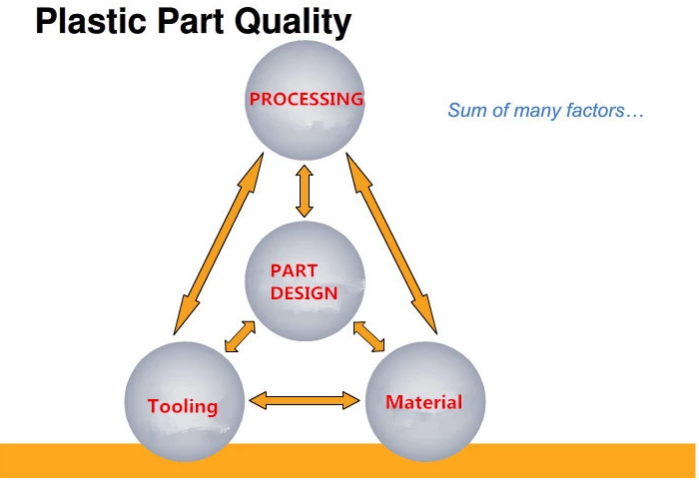 Plastic Part Quality
PROCESSING
Sum of many factors…
PART
DESIGN
Tooling
Material